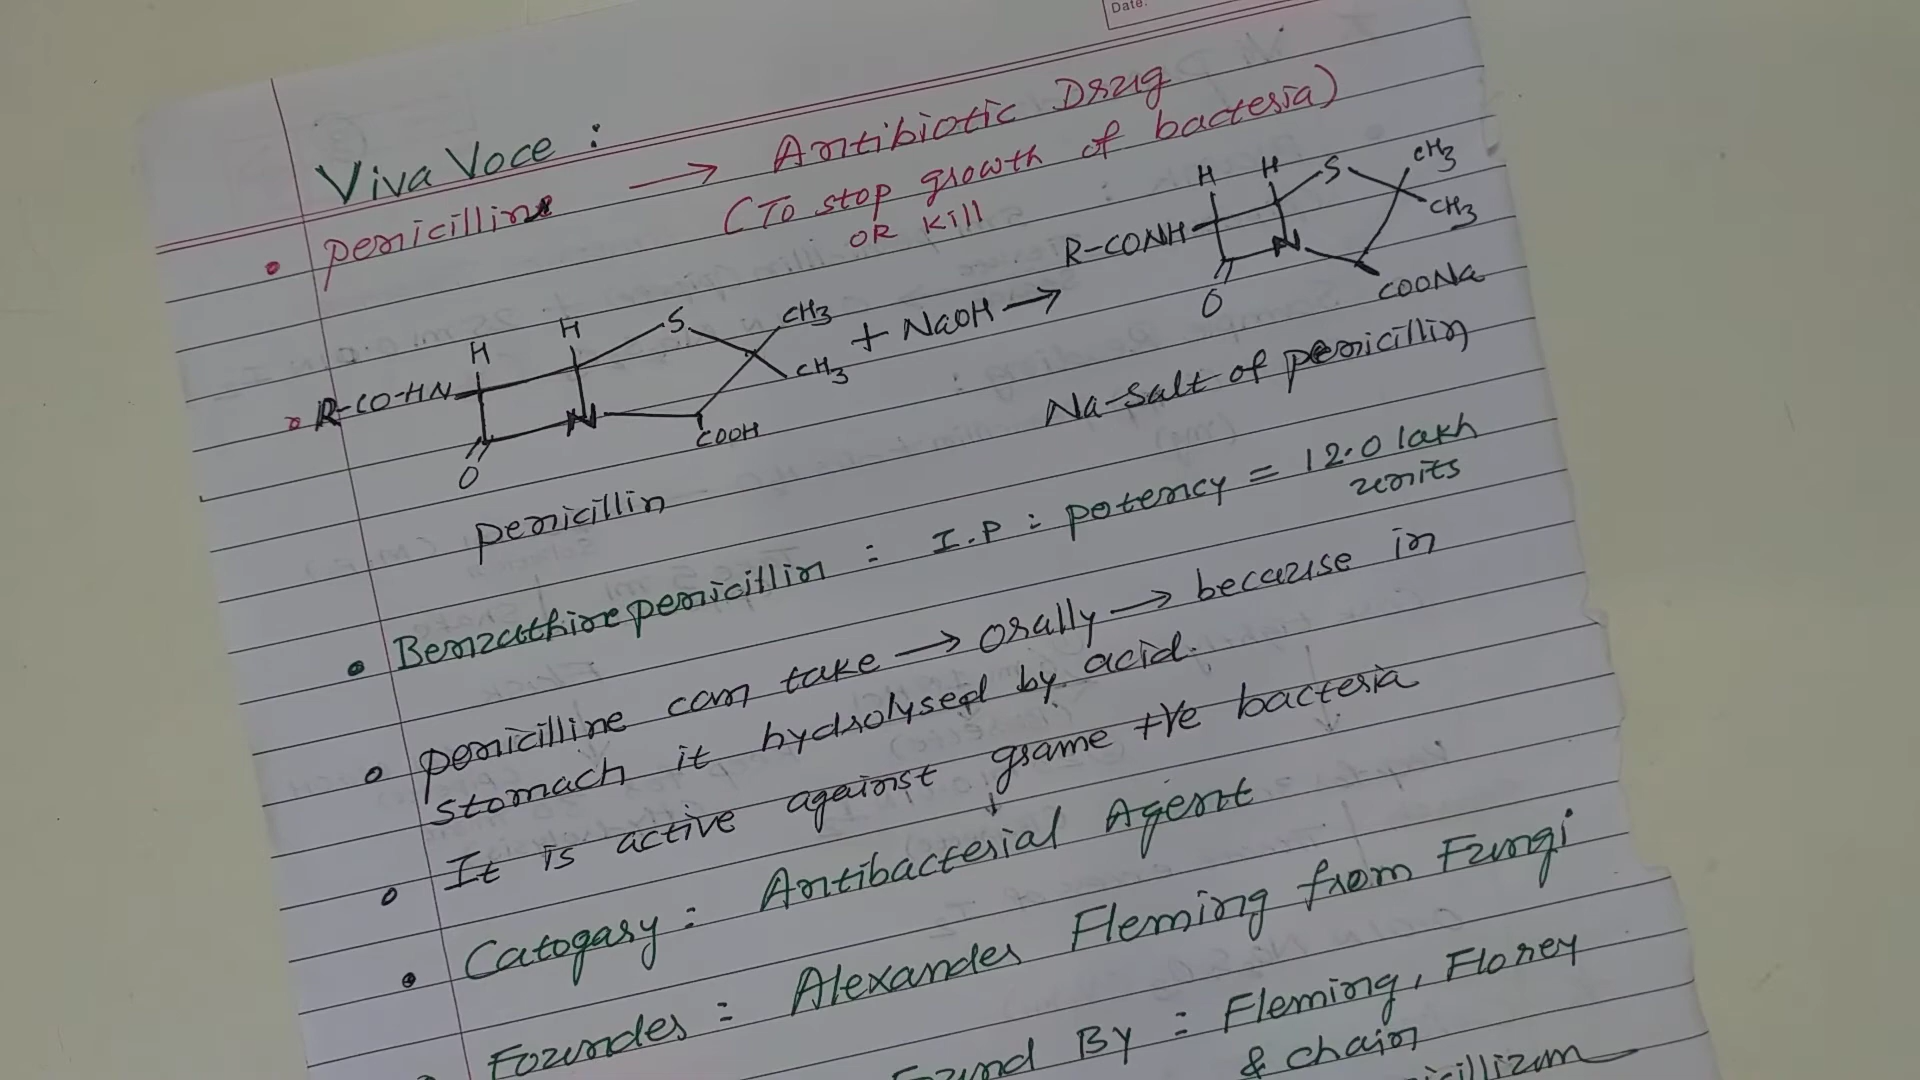 Date:
Viva Voce :
• penicilline → Antibiotic Drug
(To stop growth of bacteria)
OR kill
H H S CH3
CH3
R-CONH N
O COONa
H H S CH3
CH3
R-CO-HN N
O COOH
+ NaOH →
penicillin
Na-salt of penicillin
• Benzathine penicillin : I.P : potency = 12.0 lakh
units
penicilline can take → orally → because in
stomach it hydrolysed by acid.
It is active against grame +ve bacteria
• Catogary : Antibacterial Agent
Founder : Alexander Fleming from Fungi
Found By : Fleming, Florey
& chain